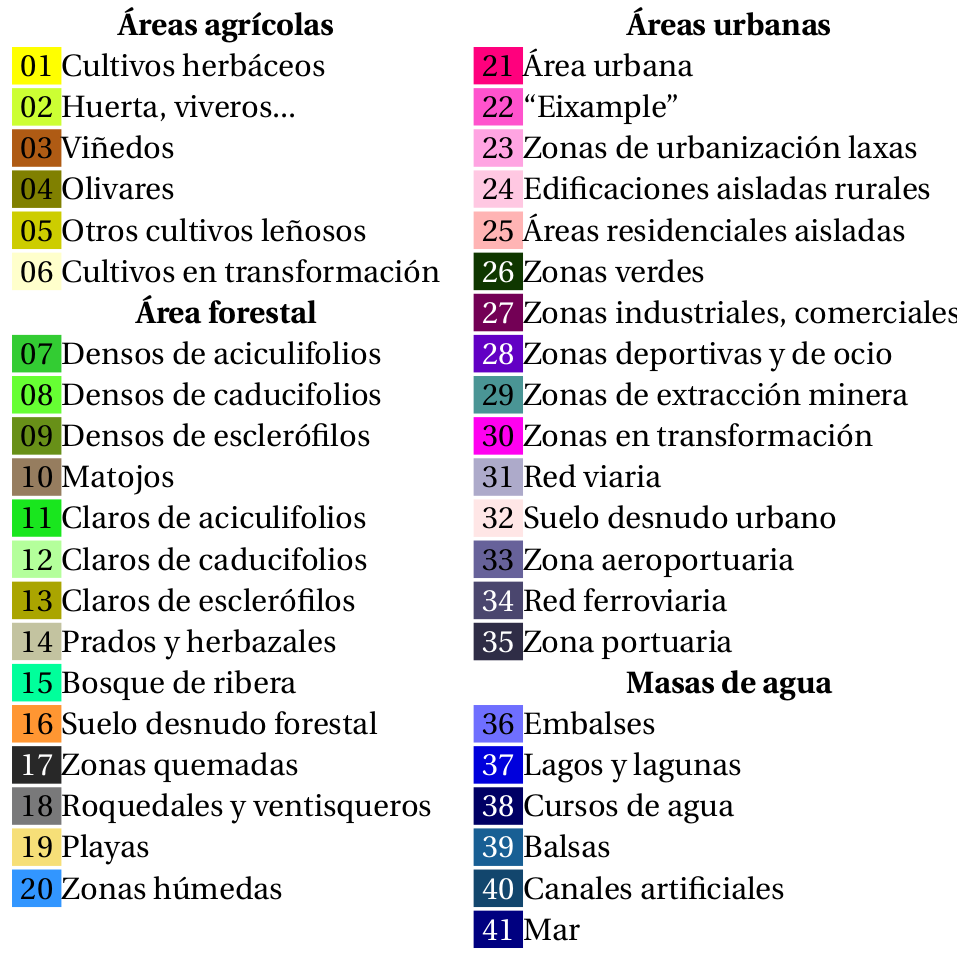 Áreas agrícolas
01 Cultivos herbáceos
02 Huerta, viveros...
03 Viñedos
04 Olivares
05 Otros cultivos leñosos
06 Cultivos en transformación
Área forestal
07 Densos de aciculifolios
08 Densos de caducifolios
09 Densos de esclerófilos
10 Matojos
11 Claros de aciculifolios
12 Claros de caducifolios
13 Claros de esclerófilos
14 Prados y herbazales
15 Bosque de ribera
16 Suelo desnudo forestal
17 Zonas quemadas
18 Roquedales y ventisqueros
19 Playas
20 Zonas húmedas
Áreas urbanas
21 Área urbana
22 “Eixample”
23 Zonas de urbanización laxas
24 Edificaciones aisladas rurales
25 Áreas residenciales aisladas
26 Zonas verdes
27 Zonas industriales, comerciales
28 Zonas deportivas y de ocio
29 Zonas de extracción minera
30 Zonas en transformación
31 Red viaria
32 Suelo desnudo urbano
33 Zona aeroportuaria
34 Red ferroviaria
35 Zona portuaria
Masas de agua
36 Embalses
37 Lagos y lagunas
38 Cursos de agua
39 Balsas
40 Canales artificiales
41 Mar